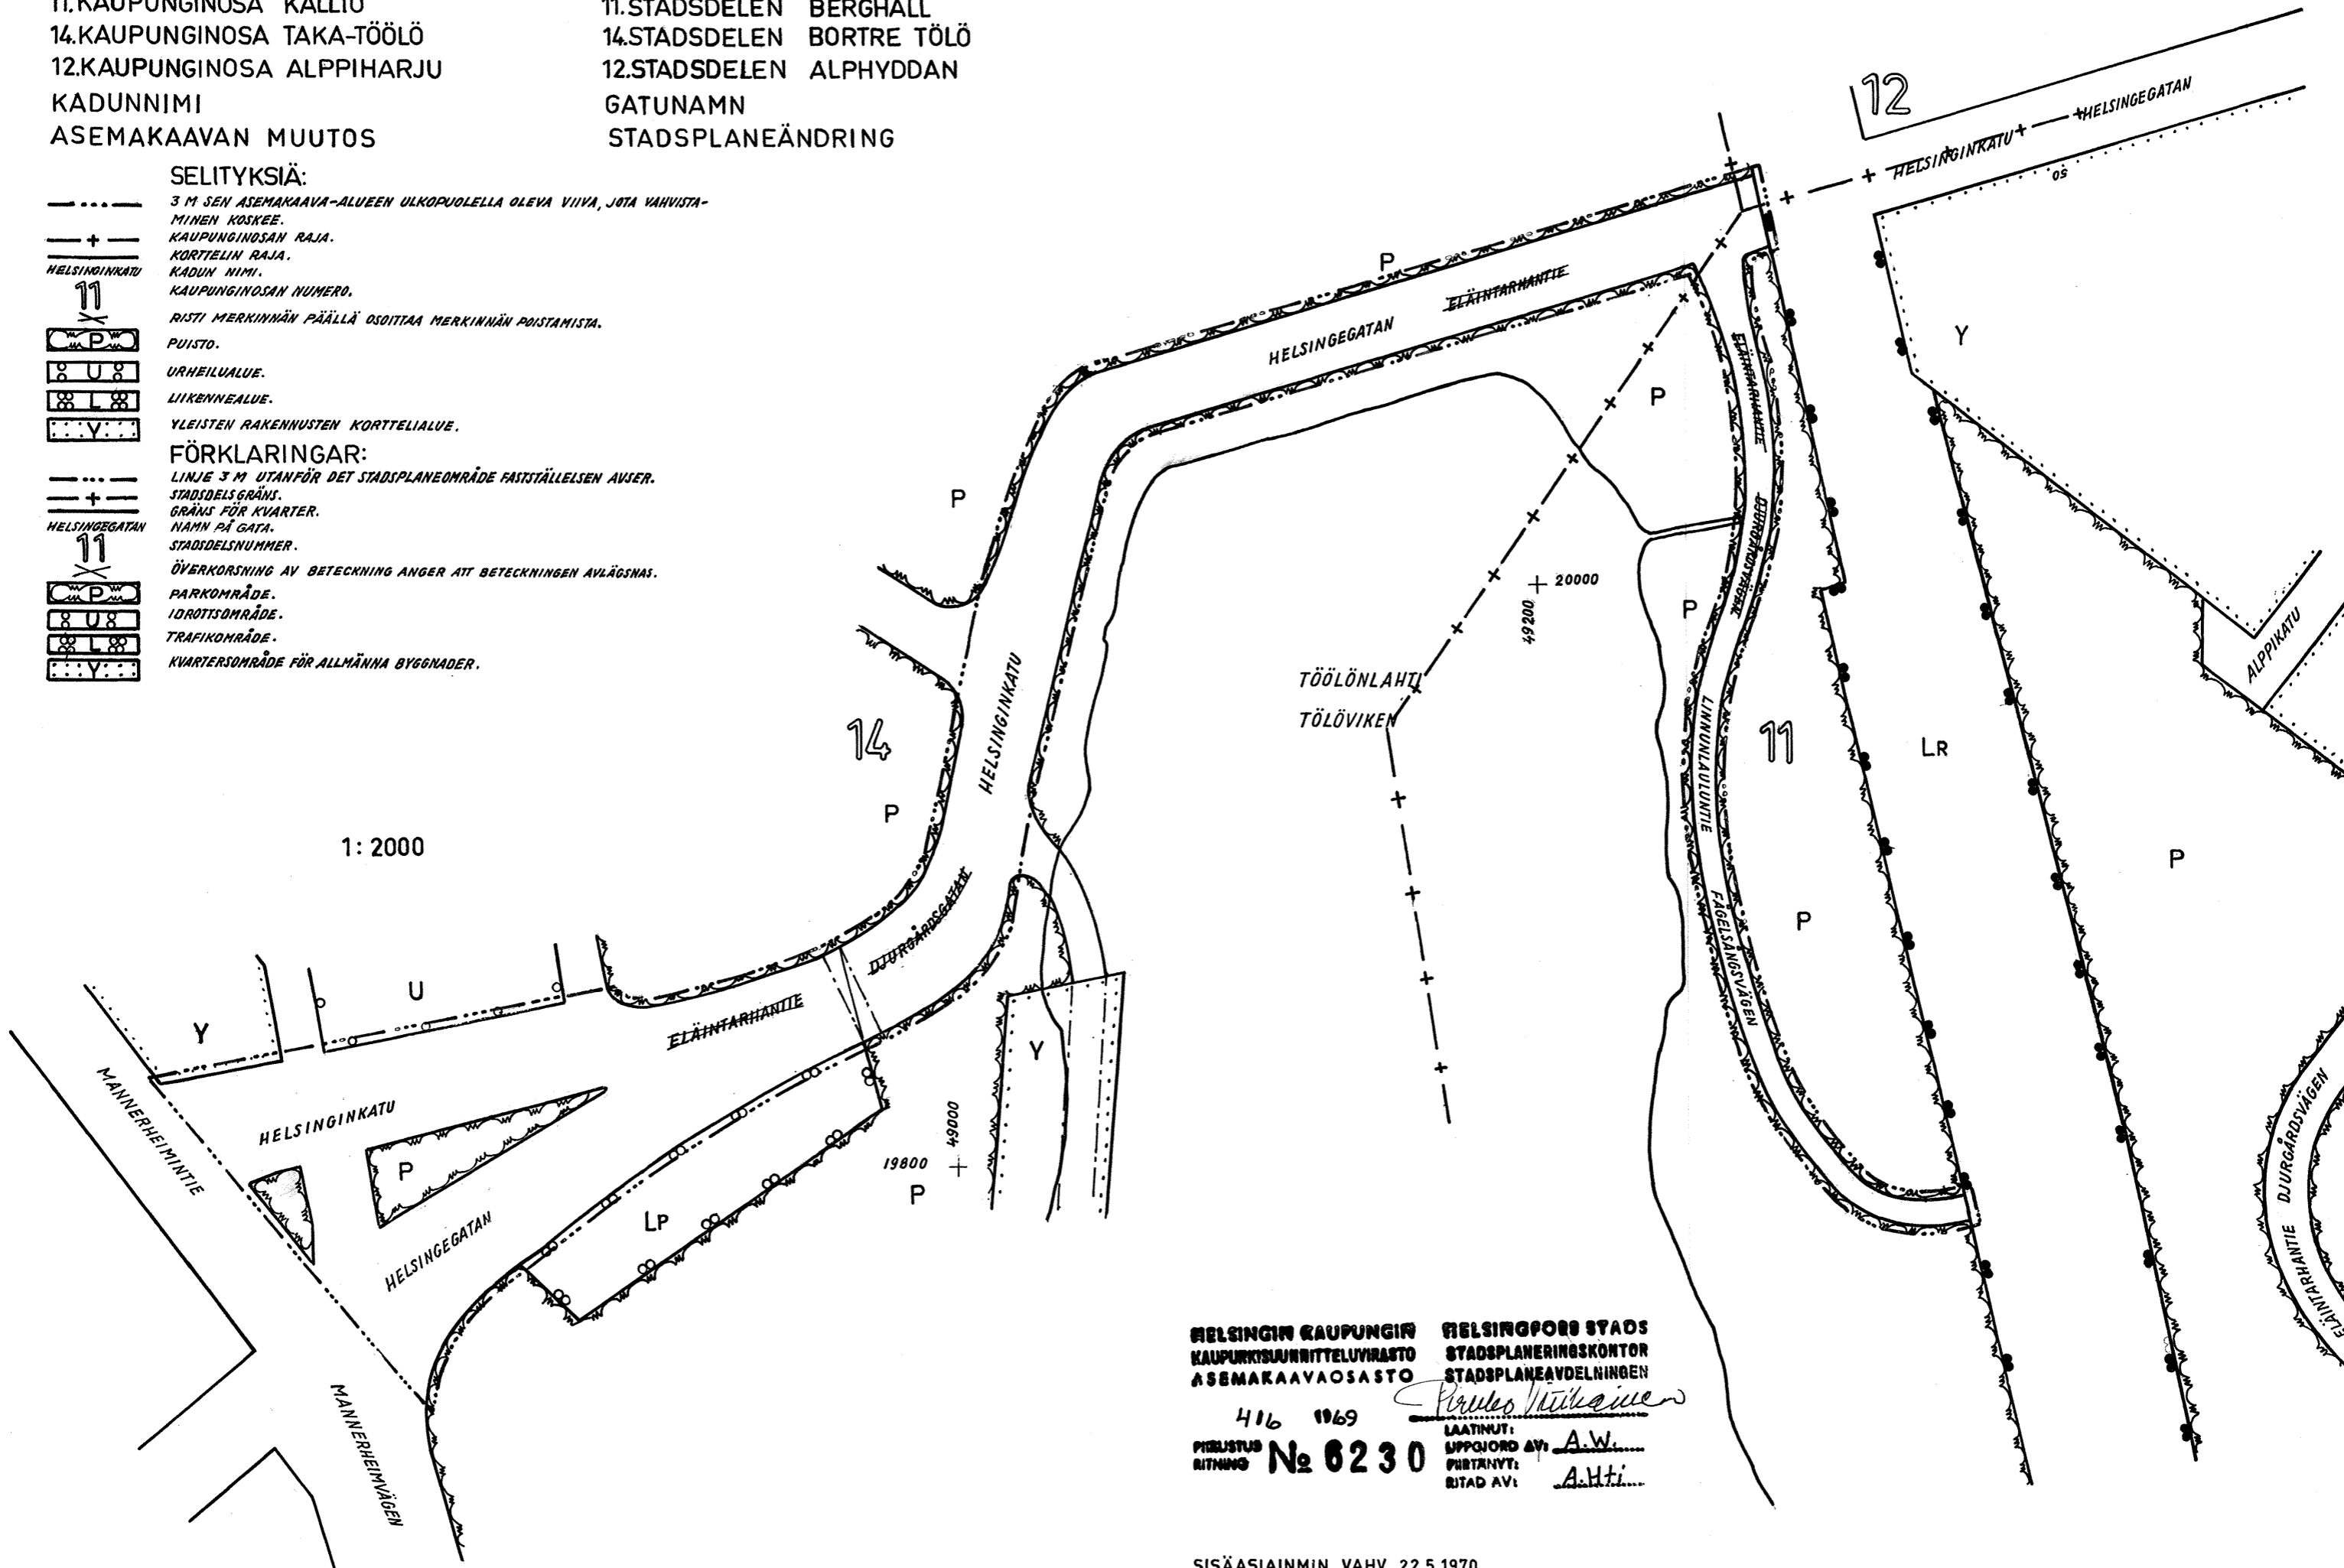 11.KAUPUNGINOSA KALLIO
14.KAUPUNGINOSA TAKA-TÖÖLÖ
12.KAUPUNGINOSA ALPPIHARJU
KADUNNIMI
ASEMAKAAVAN MUUTOS
11.STADSDELEN BERGHÄLL
14.STADSDELEN BORTRE TÖLÖ
12.STADSDELEN ALPHYDDAN
GATUNAMN
STADSPLANEÄNDRING
SELITYKSIÄ:
3 M SEN ASEMAKAAVA-ALUEEN ULKOPUOLELLA OLEVA VIIVA, JOTA VAHVISTA-
MINEN KOSKEE.
KAUPUNGINOSAN RAJA.
KORTTELIN RAJA.
HELSINGINKATU KADUN NIMI.
11 KAUPUNGINOSAN NUMERO.
RISTI MERKINNÄN PÄÄLLÄ OSOITTAA MERKINNÄN POISTAMISTA.
P PUISTO.
U URHEILUALUE.
L LIIKENNEALUE.
Y YLEISTEN RAKENNUSTEN KORTTELIALUE.
FÖRKLARINGAR:
LINJE 3 M UTANFÖR DET STADSPLANEOMRÅDE FASTSTÄLLELSEN AVSER.
STADSDELSGRÄNS.
GRÄNS FÖR KVARTER.
HELSINGEGATAN NAMN PÅ GATA.
11 STADSDELSNUMMER.
ÖVERKORSNING AV BETECKNING ANGER ATT BETECKNINGEN AVLÄGSNAS.
P PARKOMRÅDE.
U IDROTTSOMRÅDE.
L TRAFIKOMRÅDE.
Y KVARTERSOMRÅDE FÖR ALLMÄNNA BYGGNADER.
1:2000
12
HELSINGINKATU
HELSINGEGATAN
50
Y
P
ELÄINTARHANTIE
HELSINGEGATAN
P
ELÄINTARHANTIE
P
DJURGÅRDSVÄGEN
20000
49200
P
ALPPIKATU
TÖÖLÖNLAHTI
TÖLÖVIKEN
HELSINGINKATU
14
P
LINNUNLAULUNTIE
11
LR
P
FÅGELSÅNGSVÄGEN
P
DJURGÅRDSGATAN
ELÄINTARHANTIE
U
Y
Y
MANNERHEIMINTIE
HELSINGINKATU
P
HELSINGEGATAN
LP
49000
19800
P
DJURGÅRDSVÄGEN
ELÄINTARHANTIE
MANNERHEIMVÄGEN
HELSINGIN KAUPUNGIN
KAUPUNKISUUNNITTELUVIRASTO
ASEMAKAAVAOSASTO
HELSINGFORS STADS
STADSPLANERINGSKONTOR
STADSPLANEAVDELNINGEN
4/6 1969
PIIRUSTUS
RITNING
No 6230
LAATINUT:
UPPGJORD AV: A.W.
PIIRTÄNYT:
RITAD AV: A.Hti
SISÄASIAINMIN. VAHV. 22.5.1970